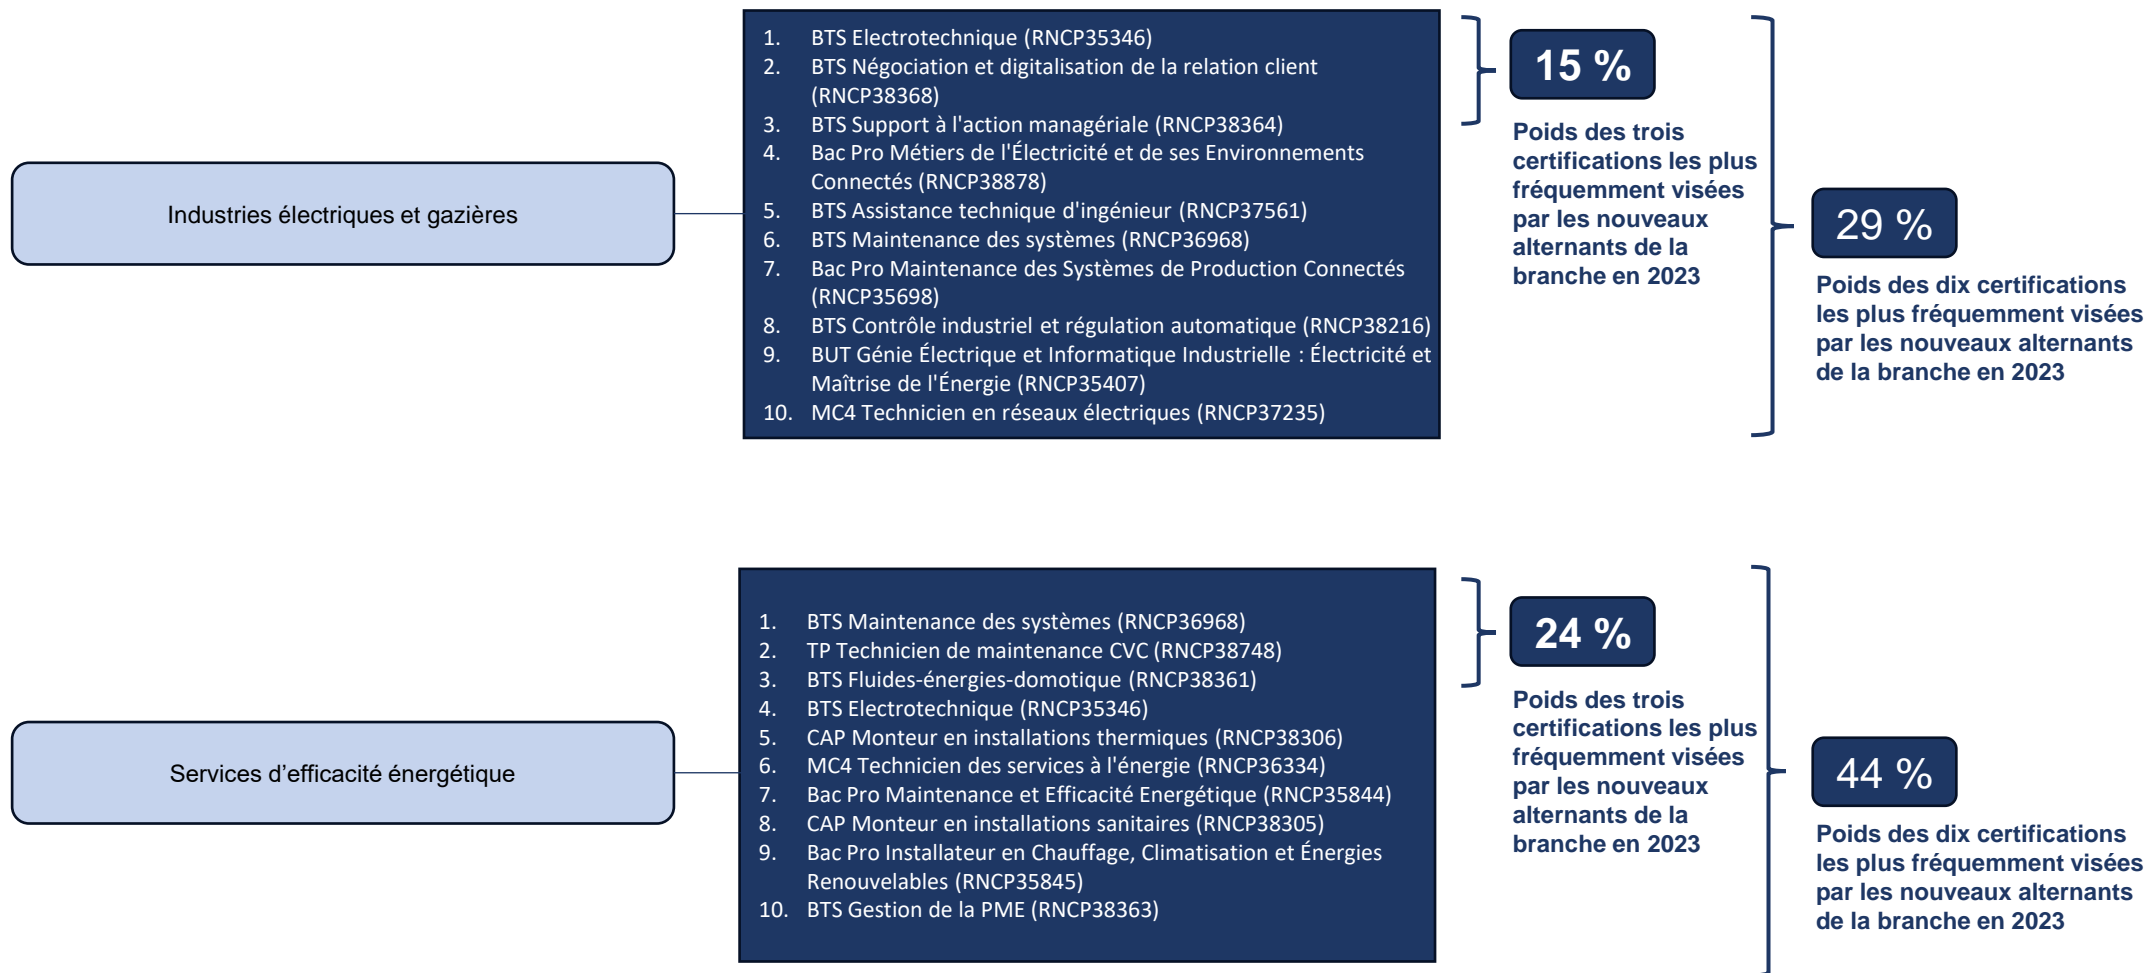 Industries électriques et gazières
1. BTS Electrotechnique (RNCP35346)
2. BTS Négociation et digitalisation de la relation client
(RNCP38368)
3. BTS Support à l'action managériale (RNCP38364)
4. Bac Pro Métiers de l'Électricité et de ses Environnements
Connectés (RNCP38878)
5. BTS Assistance technique d'ingénieur (RNCP37561)
6. BTS Maintenance des systèmes (RNCP36968)
7. Bac Pro Maintenance des Systèmes de Production Connectés
(RNCP35698)
8. BTS Contrôle industriel et régulation automatique (RNCP38216)
9. BUT Génie Électrique et Informatique Industrielle : Électricité et
Maîtrise de l'Énergie (RNCP35407)
10. MC4 Technicien en réseaux électriques (RNCP37235)
15 %
Poids des trois
certifications les plus
fréquemment visées
par les nouveaux
alternants de la
branche en 2023
29 %
Poids des dix certifications
les plus fréquemment visées
par les nouveaux alternants
de la branche en 2023
Services d’efficacité énergétique
1. BTS Maintenance des systèmes (RNCP36968)
2. TP Technicien de maintenance CVC (RNCP38748)
3. BTS Fluides-énergies-domotique (RNCP38361)
4. BTS Electrotechnique (RNCP35346)
5. CAP Monteur en installations thermiques (RNCP38306)
6. MC4 Technicien des services à l'énergie (RNCP36334)
7. Bac Pro Maintenance et Efficacité Energétique (RNCP35844)
8. CAP Monteur en installations sanitaires (RNCP38305)
9. Bac Pro Installateur en Chauffage, Climatisation et Énergies
Renouvelables (RNCP35845)
10. BTS Gestion de la PME (RNCP38363)
24 %
Poids des trois
certifications les plus
fréquemment visées
par les nouveaux
alternants de la
branche en 2023
44 %
Poids des dix certifications
les plus fréquemment visées
par les nouveaux alternants
de la branche en 2023